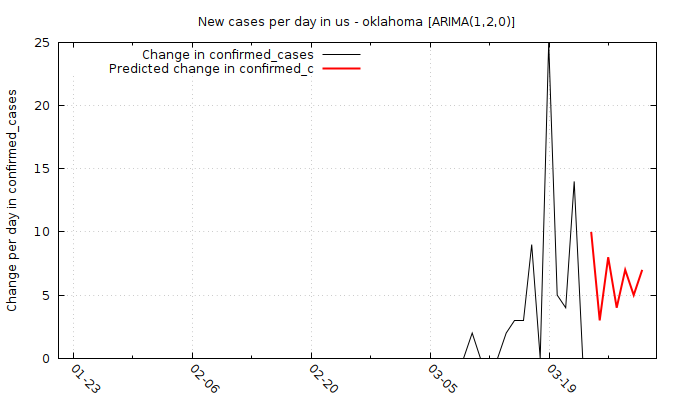 New cases per day in us - oklahoma [ARIMA(1,2,0)]
Change in confirmed_cases
Predicted change in confirmed_c
Change per day in confirmed_cases
25
20
15
10
5
0
01-23
02-06
02-20
03-05
03-19